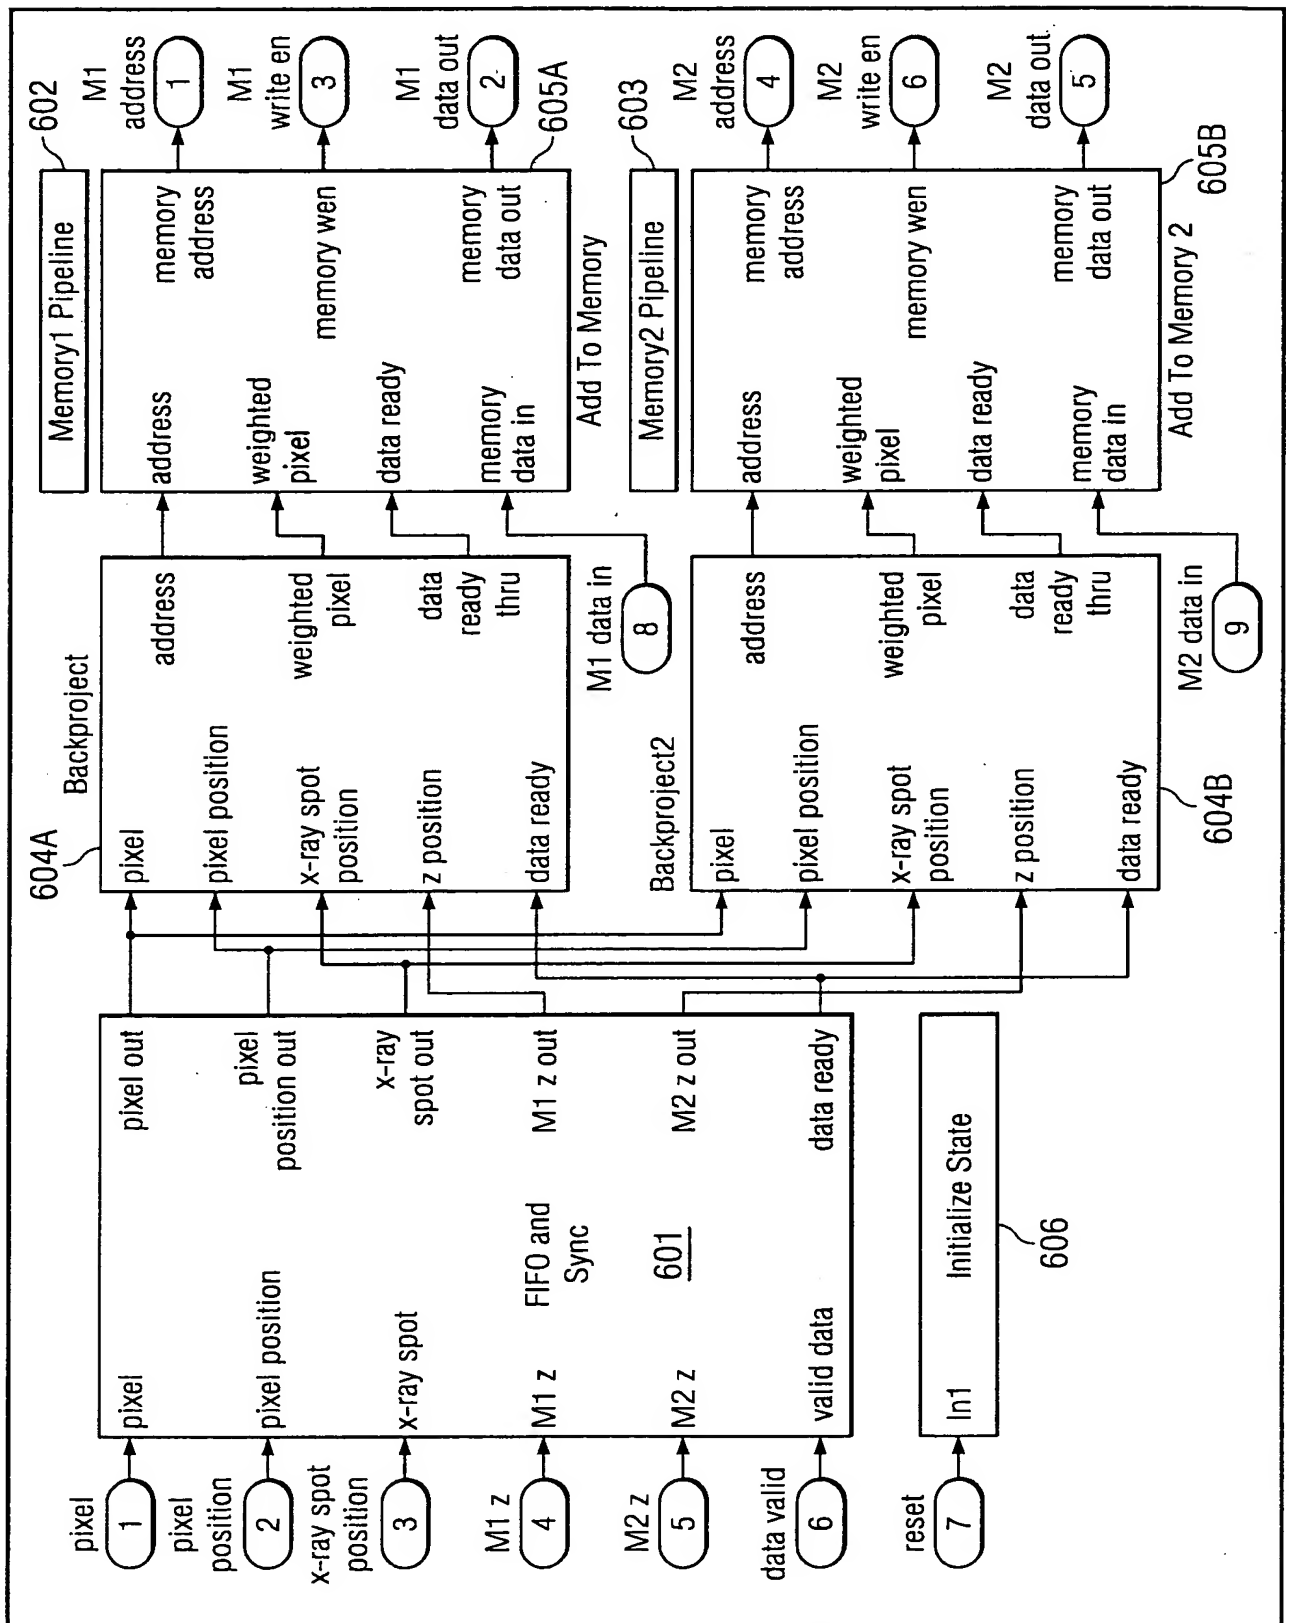 pixel
1
pixel
position
2
x-ray spot
position
3
M1 z
4
M2 z
5
data valid
6
reset
7
pixel
pixel position
x-ray spot
M1 z
M2 z
valid data
FIFO and
Sync
601
pixel out
pixel
position out
x-ray
spot out
M1 z out
M2 z out
data ready
In1
Initialize State
606
604A
Backproject
pixel
pixel position
x-ray spot
position
z position
data ready
address
weighted
pixel
data
ready
thru
M1 data in
8
Backproject2
pixel
pixel position
x-ray spot
position
z position
data ready
604B
address
weighted
pixel
data
ready
thru
M2 data in
9
Memory1 Pipeline
602
address
weighted
pixel
data ready
memory
data in
memory
address
memory wen
memory
data out
Add To Memory
605A
M1
address
1
M1
write en
3
M1
data out
2
Memory2 Pipeline
603
address
weighted
pixel
data ready
memory
data in
memory
address
memory wen
memory
data out
Add To Memory 2
605B
M2
address
4
M2
write en
6
M2
data out
5